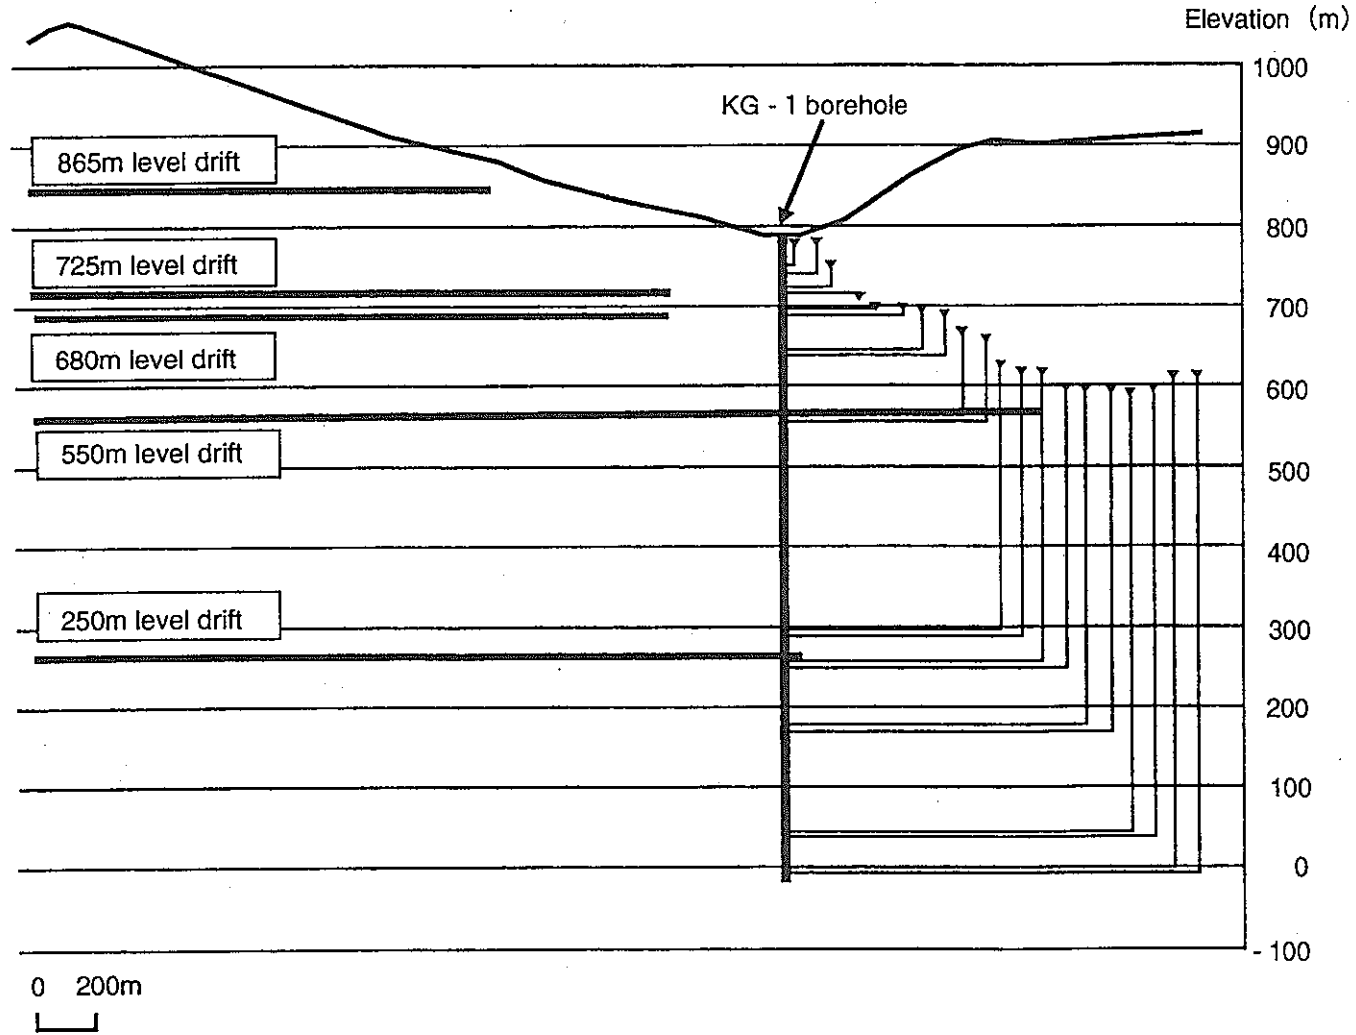 Elevation (m)
1000
KG - 1 borehole
900
865m level drift
800
725m level drift
700
680m level drift
600
550m level drift
500
400
250m level drift
300
200
100
0
- 100
0 200m